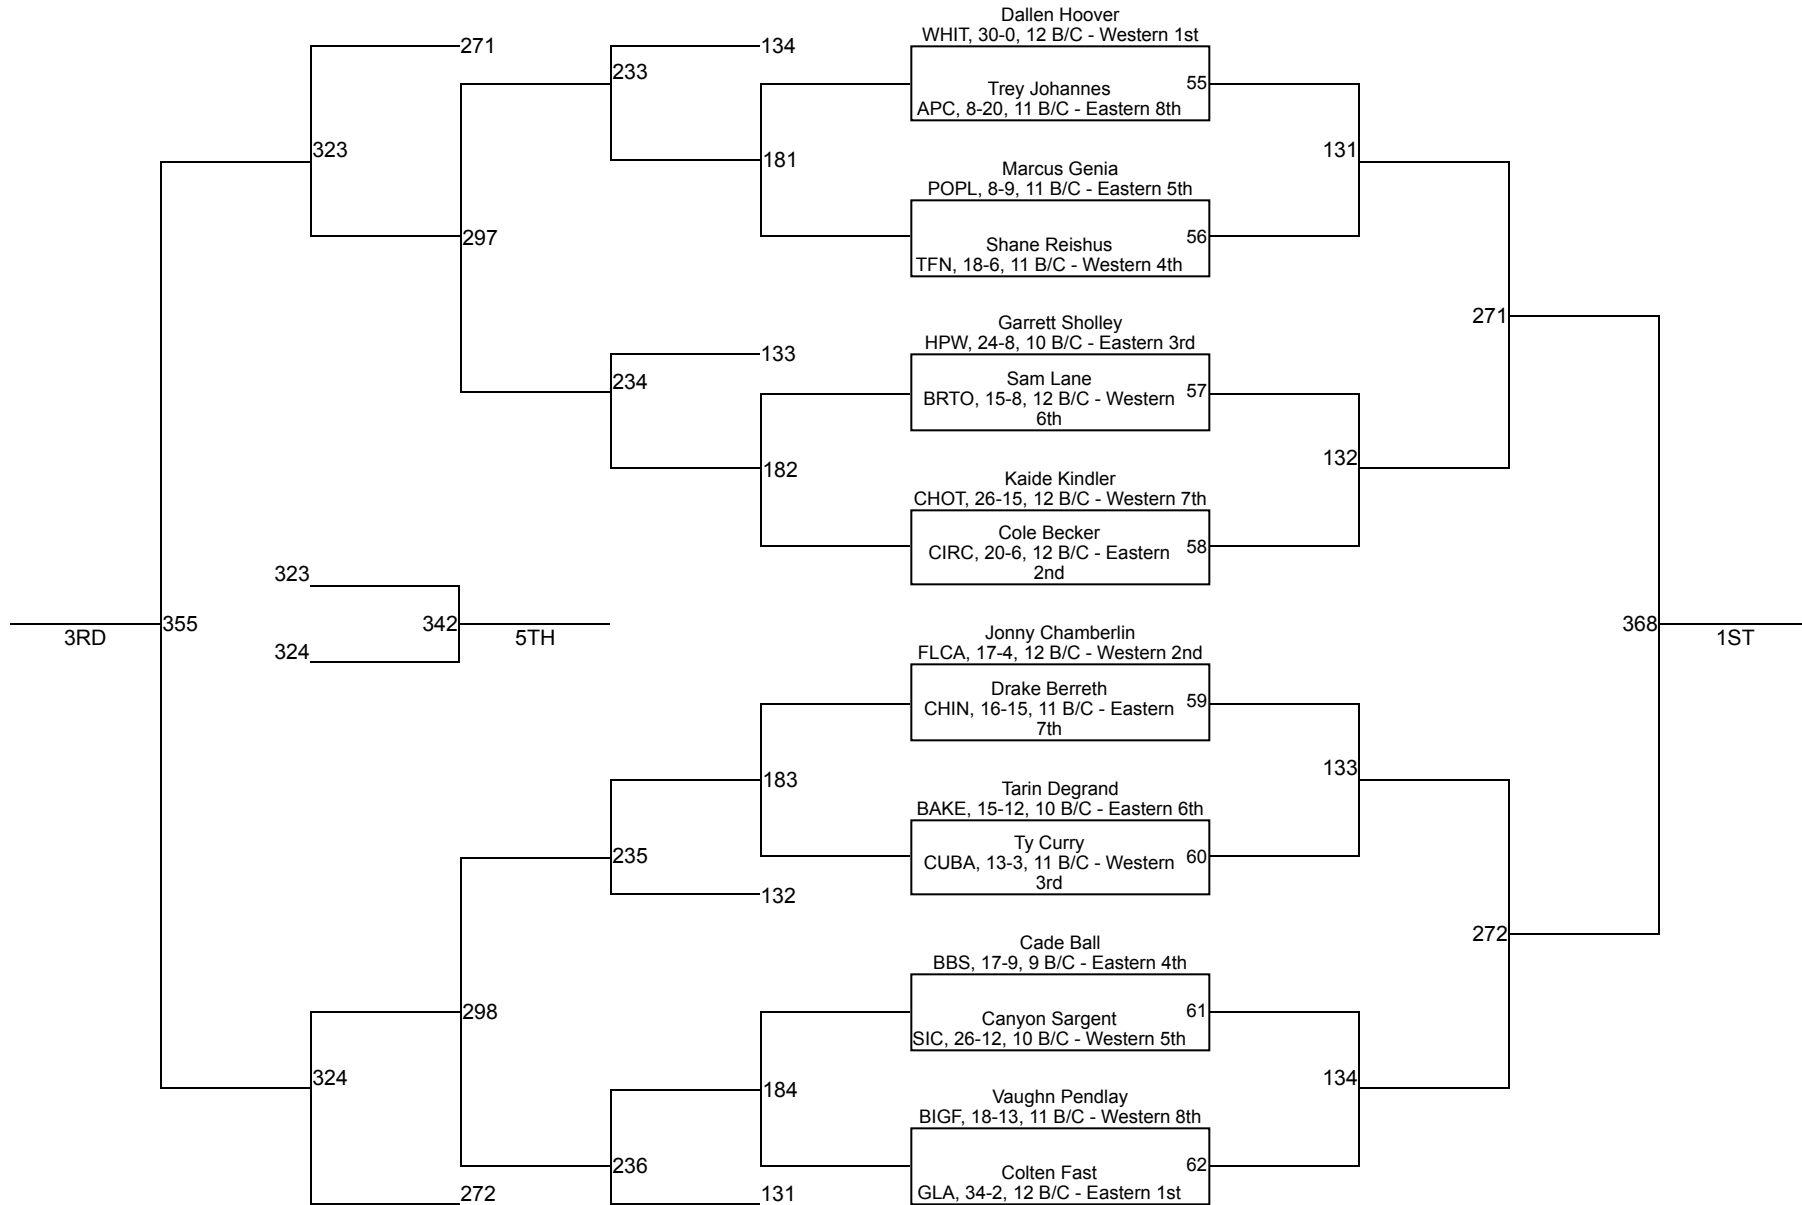 Dallen Hoover
WHIT, 30-0, 12 B/C - Western 1st
271
134
233
Trey Johannes
55
APC, 8-20, 11 B/C - Eastern 8th
323
181
131
Marcus Genia
POPL, 8-9, 11 B/C - Eastern 5th
297
Shane Reishus
56
TFN, 18-6, 11 B/C - Western 4th
271
Garrett Sholley
HPW, 24-8, 10 B/C - Eastern 3rd
133
234
Sam Lane
57
BRTO, 15-8, 12 B/C - Western
6th
182
132
Kaide Kindler
CHOT, 26-15, 12 B/C - Western 7th
Cole Becker
58
CIRC, 20-6, 12 B/C - Eastern
2nd
323
355
342
368
3RD
5TH
1ST
324
Jonny Chamberlin
FLCA, 17-4, 12 B/C - Western 2nd
Drake Berreth
59
CHIN, 16-15, 11 B/C - Eastern
7th
183
133
Tarin Degrand
BAKE, 15-12, 10 B/C - Eastern 6th
235
Ty Curry
60
CUBA, 13-3, 11 B/C - Western
3rd
132
272
Cade Ball
BBS, 17-9, 9 B/C - Eastern 4th
298
Canyon Sargent
61
SIC, 26-12, 10 B/C - Western 5th
324
184
134
Vaughn Pendlay
BIGF, 18-13, 11 B/C - Western 8th
236
Colten Fast
62
GLA, 34-2, 12 B/C - Eastern 1st
272
131